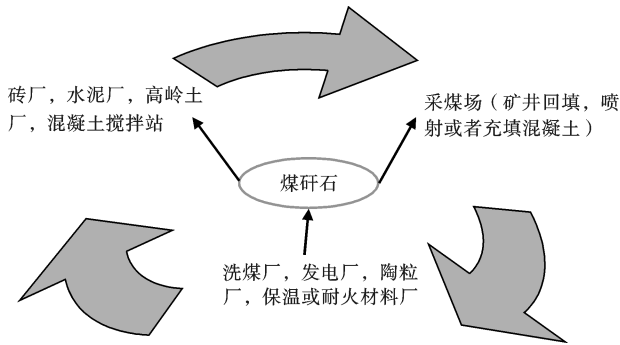 砖厂，水泥厂，高岭土
厂，混凝土搅拌站
采煤场（矿井回填，喷
射或者充填混凝土）
煤矸石
洗煤厂，发电厂，陶粒
厂，保温或耐火材料厂